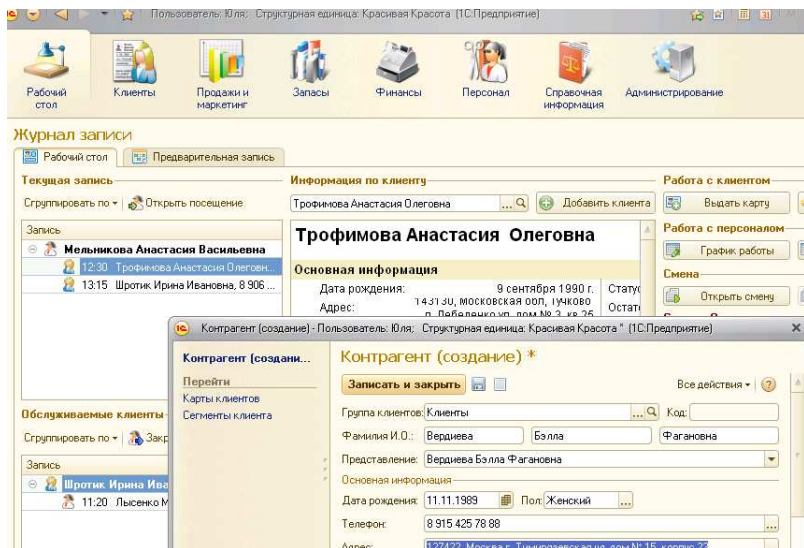 Пользователь: Юля; Структурная единица: Красивая Красота (1С:Предприятие)
Рабочий стол
Клиенты
Продажи и маркетинг
Запасы
Финансы
Персонал
Справочная информация
Администрирование
Журнал записи
Рабочий стол
Предварительная запись
Текущая запись
Сгруппировать по
Открыть посещение
Запись
Мельникова Анастасия Васильевна
12:30 Трофимова Анастасия Олеговн...
13:15 Шротик Ирина Ивановна, 8 906 ...
Информация по клиенту
Трофимова Анастасия Олеговна
Добавить клиента
Трофимова Анастасия Олеговна
Основная информация
Дата рождения: 9 сентября 1990 г.
Адрес: 143130, московская обл, тучково
Работа с клиентом
Выдать карту
Работа с персоналом
График работы
Смена
Открыть смену
Обслуживаемые клиенты
Сгруппировать по
Запись
Шротик Ирина Ива
11:20 Лысенко М
Контрагент (создание) - Пользователь: Юля; Структурная единица: Красивая Красота * (1С:Предприятие)
Контрагент (создани...
Перейти
Карты клиентов
Сегменты клиента
Контрагент (создание) *
Записать и закрыть
Все действия
Группа клиентов: Клиенты
Код:
Фамилия И.О.: Вердиева Бэлла Фагановна
Представление: Вердиева Бэлла Фагановна
Основная информация
Дата рождения: 11.11.1989 Пол: Женский
Телефон: 8 915 425 78 88